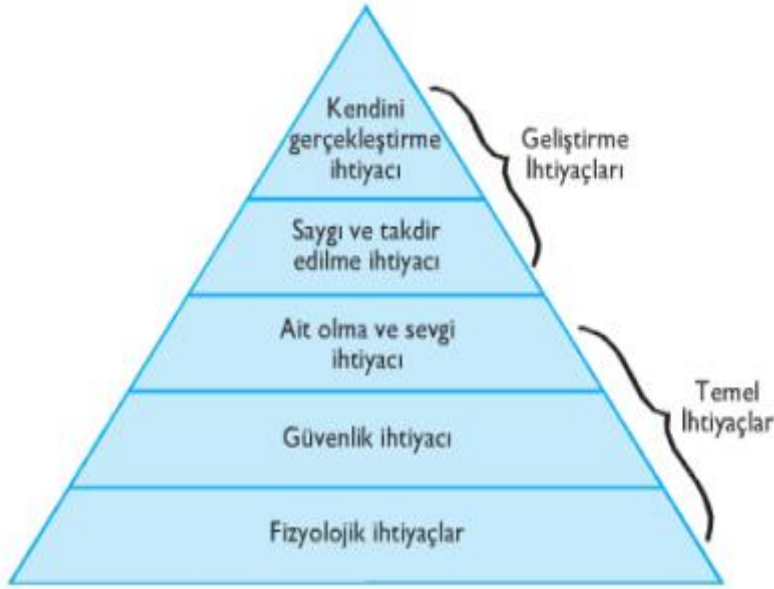 Kendini
gerçekleştirme
ihtiyacı
Geliştirme
İhtiyaçları
Saygı ve takdir
edilme ihtiyacı
Ait olma ve sevgi
ihtiyacı
Temel
İhtiyaçlar
Güvenlik ihtiyacı
Fizyolojik ihtiyaçlar